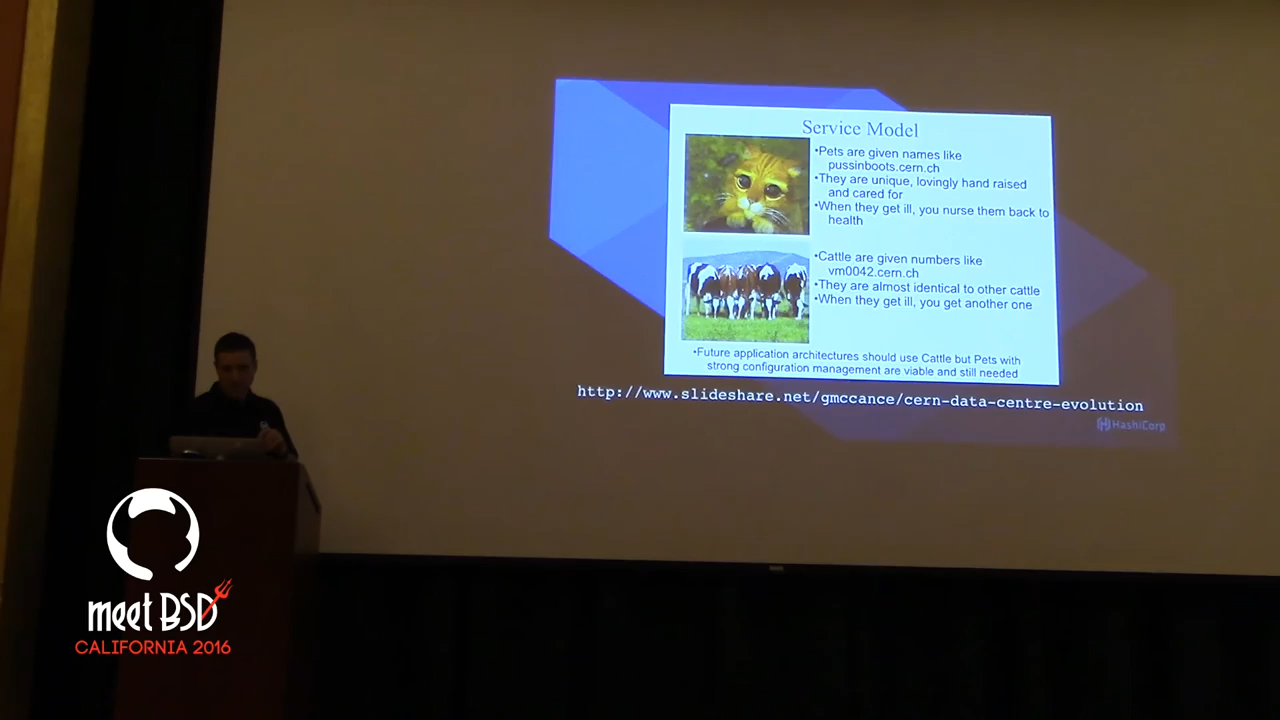 Service Model
•Pets are given names like
pussinboots.cern.ch
•They are unique, lovingly hand raised
and cared for
•When they get ill, you nurse them back to
health
•Cattle are given numbers like
vm0042.cern.ch
•They are almost identical to other cattle
•When they get ill, you get another one
•Future application architectures should use Cattle but Pets with
strong configuration management are viable and still needed
http://www.slideshare.net/gmccance/cern-data-centre-evolution
HashiCorp
meet BSD
CALIFORNIA 2016